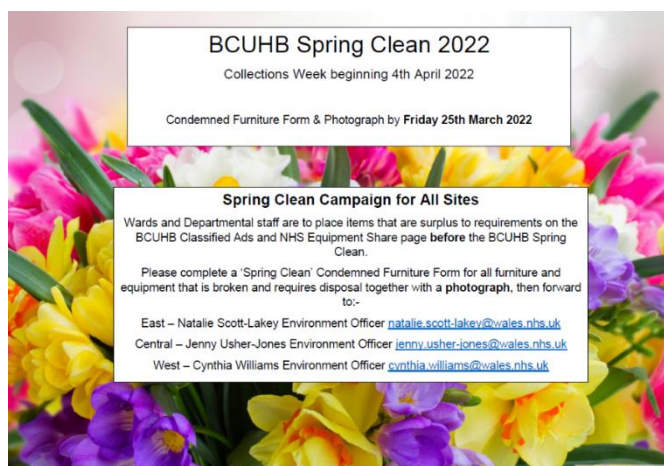 BCUHB Spring Clean 2022
Collections Week beginning 4th April 2022
Condemned Furniture Form & Photograph by Friday 25th March 2022
Spring Clean Campaign for All Sites
Wards and Departmental staff are to place items that are surplus to requirements on the
BCUHB Classified Ads and NHS Equipment Share page before the BCUHB Spring
Clean.
Please complete a 'Spring Clean' Condemned Furniture Form for all furniture and
equipment that is broken and requires disposal together with a photograph, then forward
to:-
East – Natalie Scott-Lakey Environment Officer natalie.scott-lakey@wales.nhs.uk
Central – Jenny Usher-Jones Environment Officer jenny.usher-jones@wales.nhs.uk
West – Cynthia Williams Environment Officer cynthia.williams@wales.nhs.uk